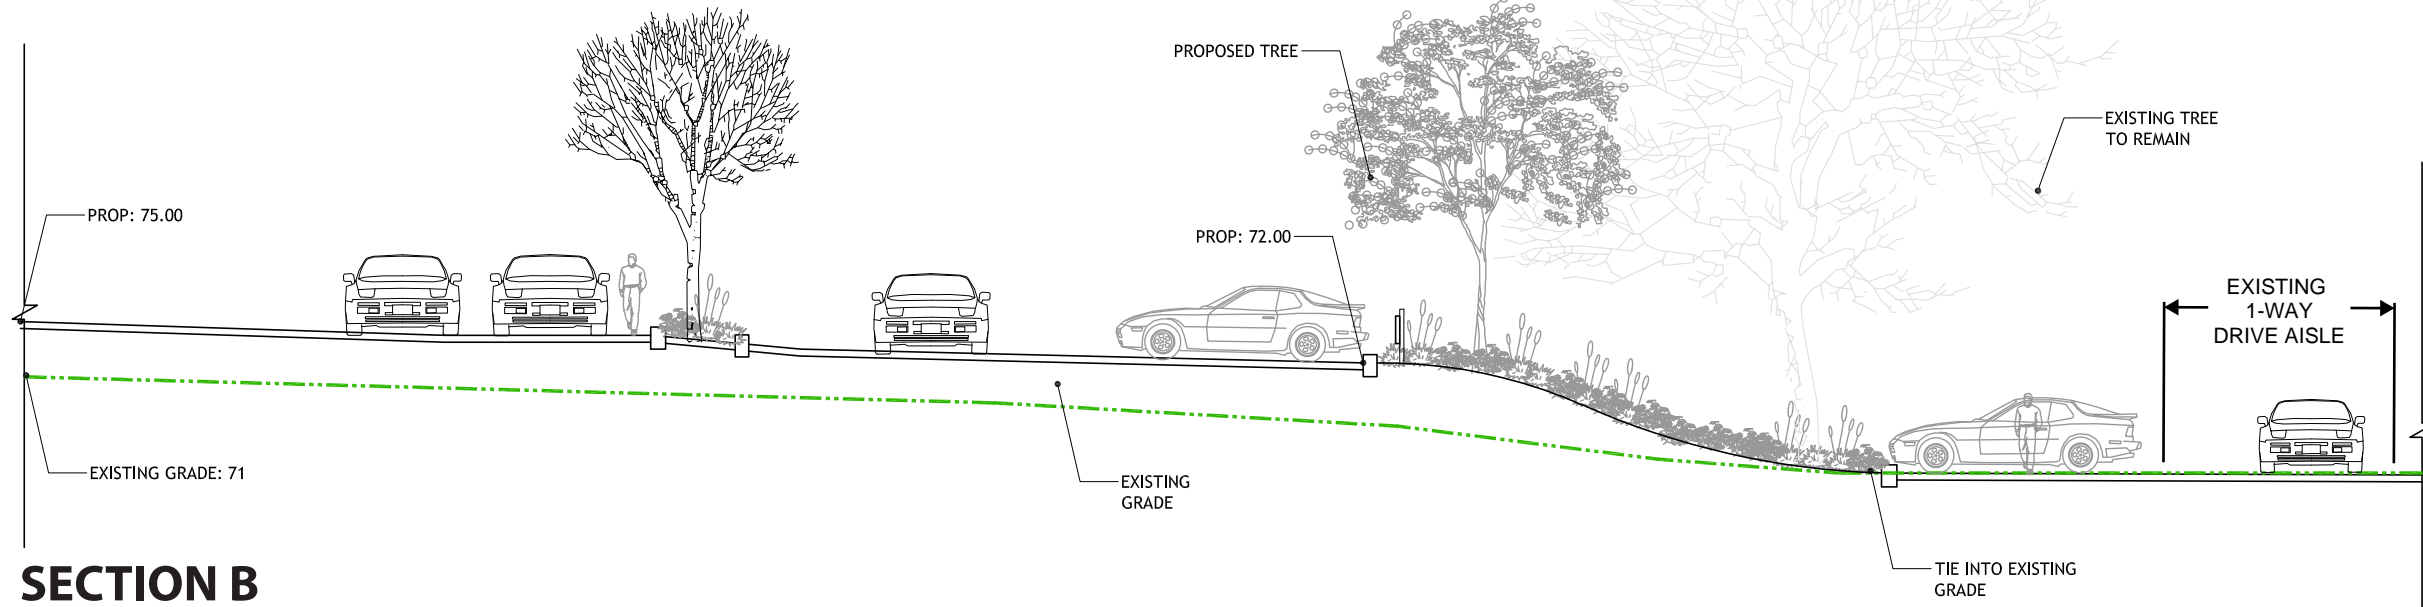 PROPOSED TREE
EXISTING TREE
TO REMAIN
PROP: 75.00
PROP: 72.00
EXISTING
1-WAY
DRIVE AISLE
EXISTING GRADE: 71
EXISTING
GRADE
TIE INTO EXISTING
GRADE
SECTION B